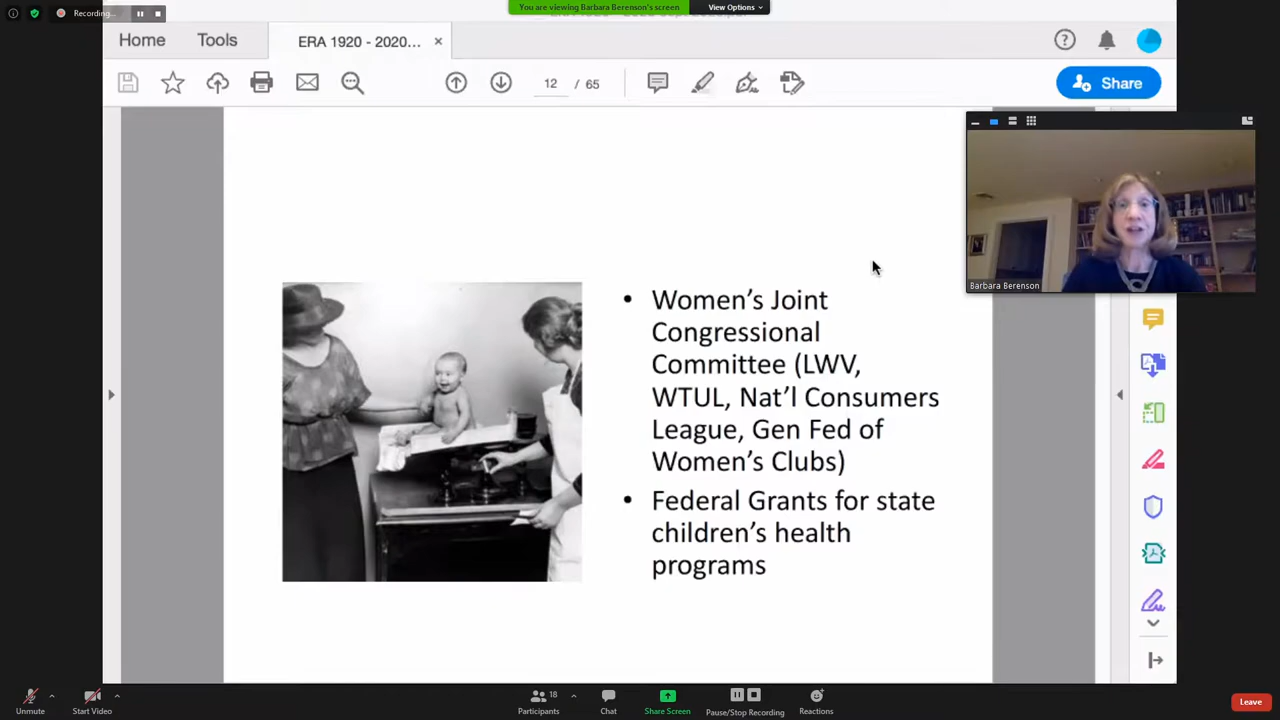 Recording...
You are viewing Barbara Berenson's screen
View Options
Home
Tools
ERA 1920 - 2020...
12 / 65
Share
Barbara Berenson
• Women's Joint
Congressional
Committee (LWV,
WTUL, Nat'l Consumers
League, Gen Fed of
Women's Clubs)
• Federal Grants for state
children's health
programs
Unmute
Start Video
Participants
18
Chat
Share Screen
Pause/Stop Recording
Reactions
Leave